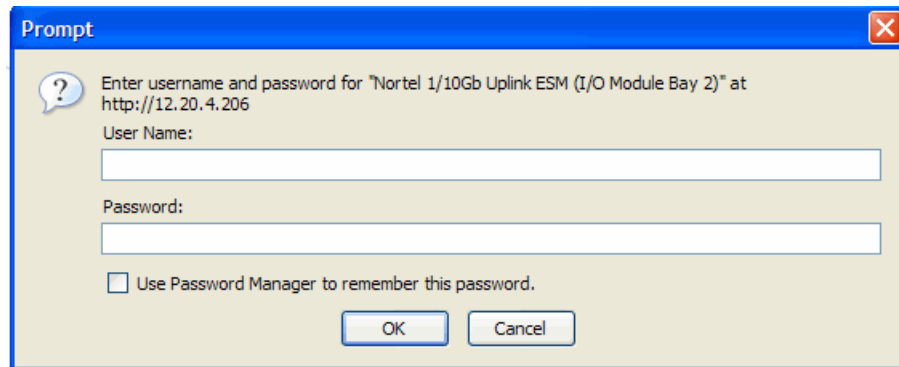 Prompt
Enter username and password for "Nortel 1/10Gb Uplink ESM (I/O Module Bay 2)" at
http://12.20.4.206
User Name:
Password:
Use Password Manager to remember this password.
OK
Cancel